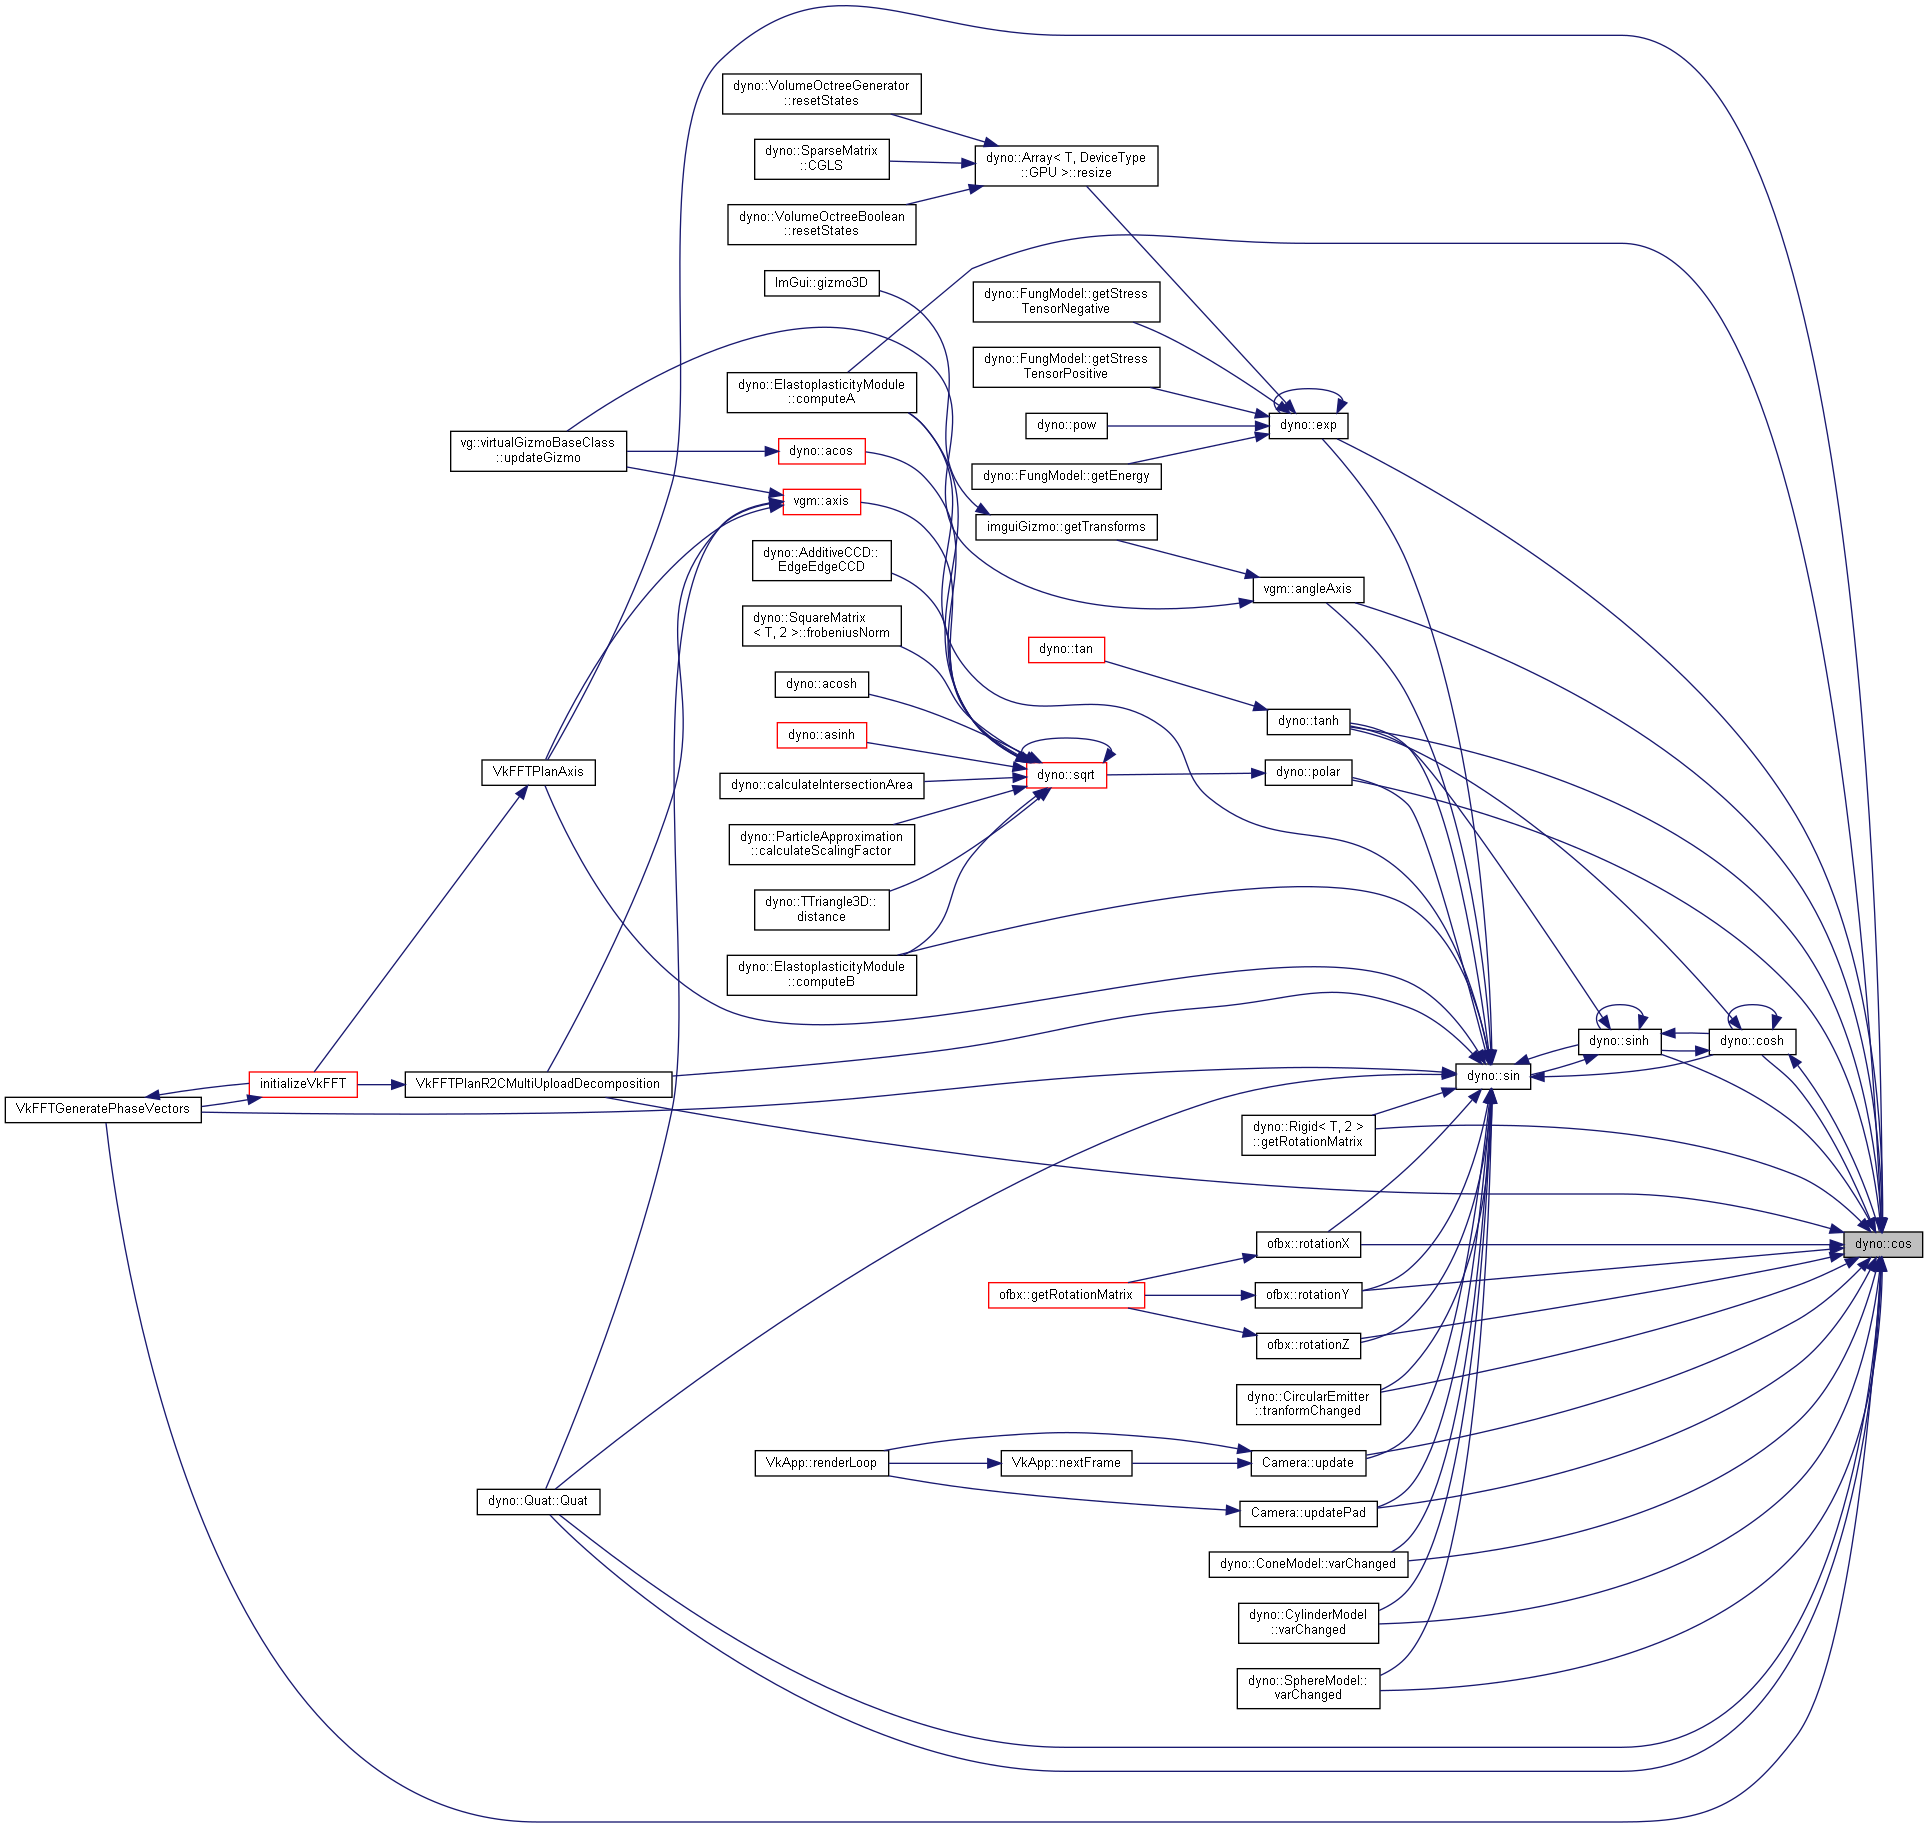 dyno::VolumeOctreeGenerator
::resetStates
dyno::SparseMatrix
::CGLS
dyno::Array< T, DeviceType
::GPU >::resize
dyno::VolumeOctreeBoolean
::resetStates
ImGui::gizmo3D
dyno::FungModel::getStress
TensorNegative
dyno::FungModel::getStress
TensorPositive
dyno::ElastoplasticityModule
::computeA
dyno::pow
dyno::exp
vg::virtualGizmoBaseClass
::updateGizmo
dyno::acos
dyno::FungModel::getEnergy
vgm::axis
imguiGizmo::getTransforms
dyno::AdditiveCCD::
EdgeEdgeCCD
vgm::angleAxis
dyno::SquareMatrix
< T, 2 >::frobeniusNorm
dyno::tan
dyno::acosh
dyno::tanh
dyno::asinh
VkFFTPlanAxis
dyno::sqrt
dyno::polar
dyno::calculateIntersectionArea
dyno::ParticleApproximation
::calculateScalingFactor
dyno::TTriangle3D::
distance
dyno::ElastoplasticityModule
::computeB
dyno::sinh
dyno::cosh
dyno::sin
initializeVkFFT
VkFFTPlanR2CMultiUploadDecomposition
VkFFTGeneratePhaseVectors
dyno::Rigid< T, 2 >
::getRotationMatrix
ofbx::rotationX
dyno::cos
ofbx::getRotationMatrix
ofbx::rotationY
ofbx::rotationZ
dyno::CircularEmitter
::tranformChanged
VkApp::renderLoop
VkApp::nextFrame
Camera::update
dyno::Quat::Quat
Camera::updatePad
dyno::ConeModel::varChanged
dyno::CylinderModel
::varChanged
dyno::SphereModel::
varChanged